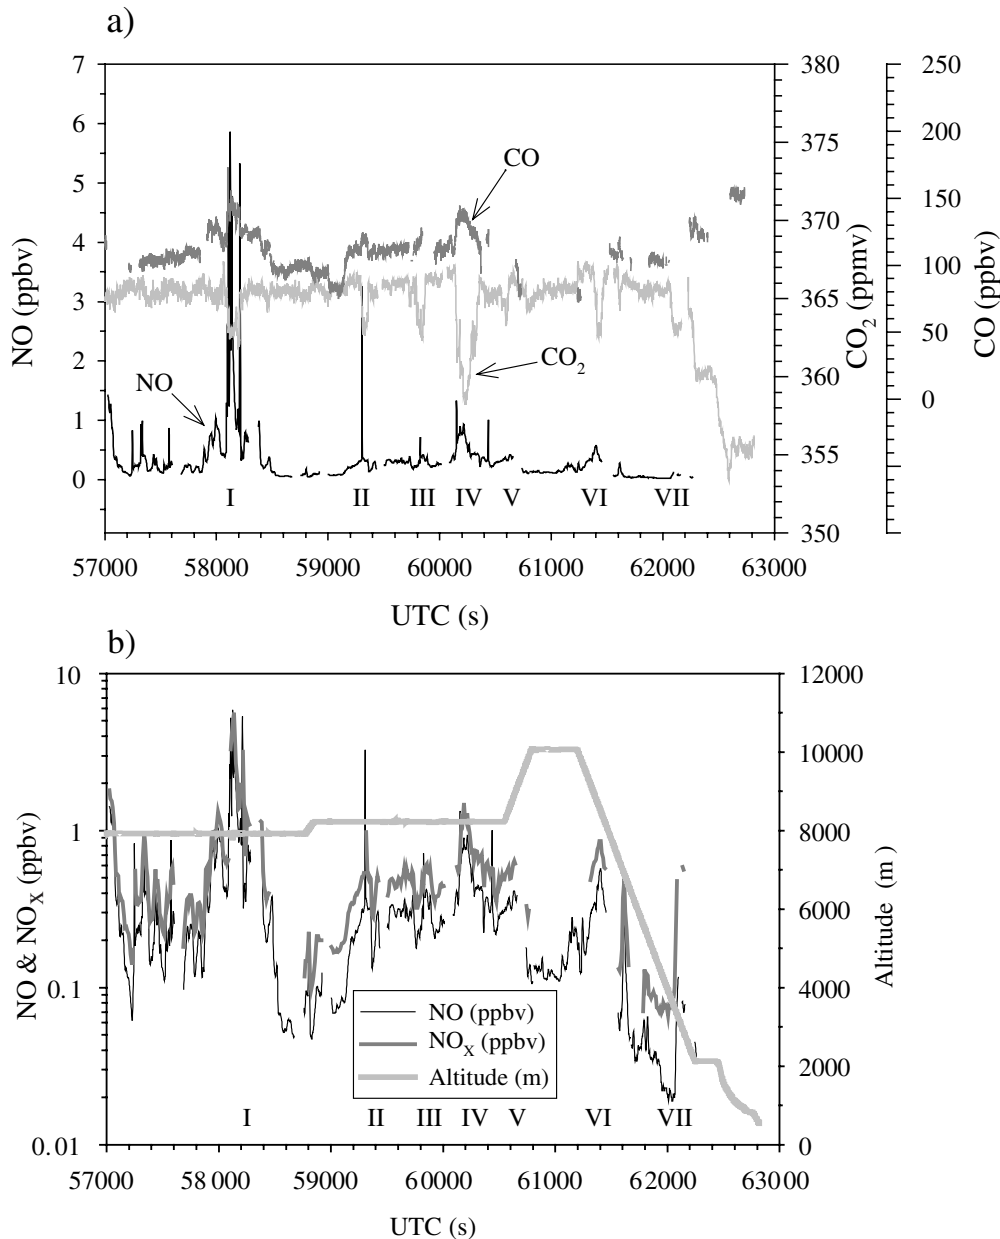 a)
7
6
5
4
3
2
1
0
NO (ppbv)
380
375
370
365
360
355
350
CO2 (ppmv)
250
200
150
100
50
0
CO (ppbv)
CO
CO2
NO
I II III IV V VI VII
57000 58000 59000 60000 61000 62000 63000
UTC (s)
b)
10
1
0.1
0.01
NO & NOX (ppbv)
12000
10000
8000
6000
4000
2000
0
Altitude (m)
NO (ppbv)
NOX (ppbv)
Altitude (m)
I II III IV V VI VII
57000 58000 59000 60000 61000 62000 63000
UTC (s)